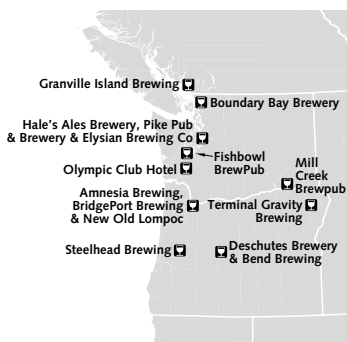 Granville Island Brewing
Boundary Bay Brewery
Hale's Ales Brewery, Pike Pub
& Brewery & Elysian Brewing Co
Fishbowl
BrewPub
Olympic Club Hotel
Mill
Creek
Brewpub
Amnesia Brewing,
BridgePort Brewing
& New Old Lompoc
Terminal Gravity
Brewing
Steelhead Brewing
Deschutes Brewery
& Bend Brewing